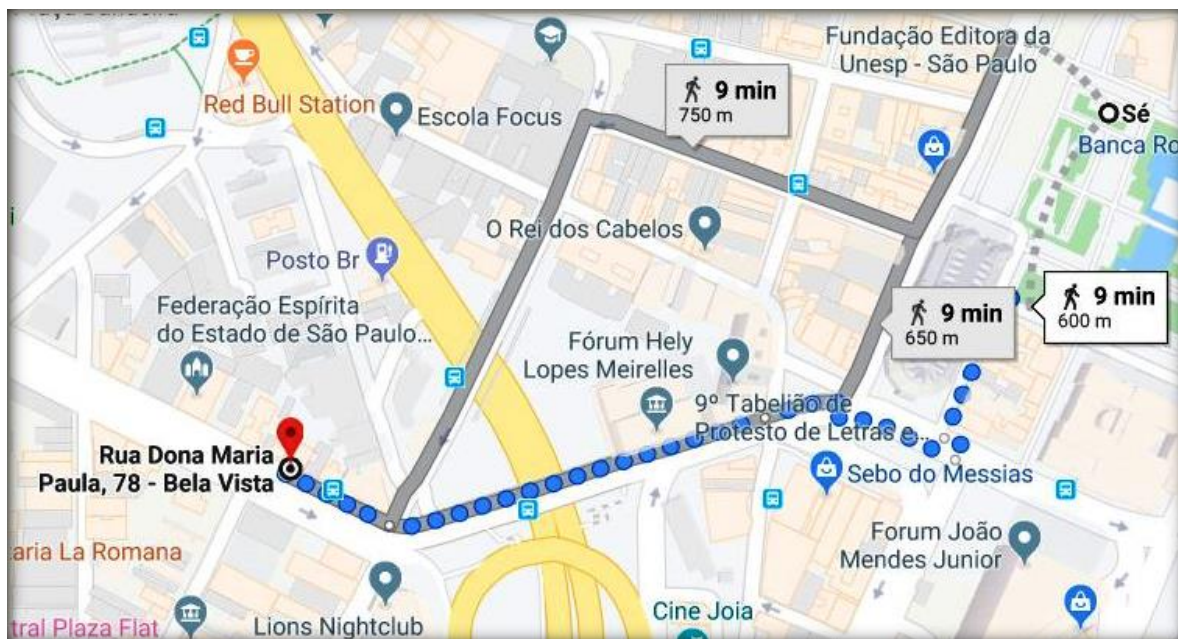 Fundação Editora da
Unesp - São Paulo
Red Bull Station
Escola Focus
9 min
750 m
Sé
Banca Ro
O Rei dos Cabelos
Posto Br
9 min
600 m
9 min
650 m
Federação Espírita
do Estado de São Paulo...
Fórum Hely
Lopes Meirelles
9º Tabelião de
Protesto de Letras e...
Rua Dona Maria
Paula, 78 - Bela Vista
Sebo do Messias
Forum João
Mendes Junior
aria La Romana
Cine Joia
tral Plaza Flat
Lions Nightclub